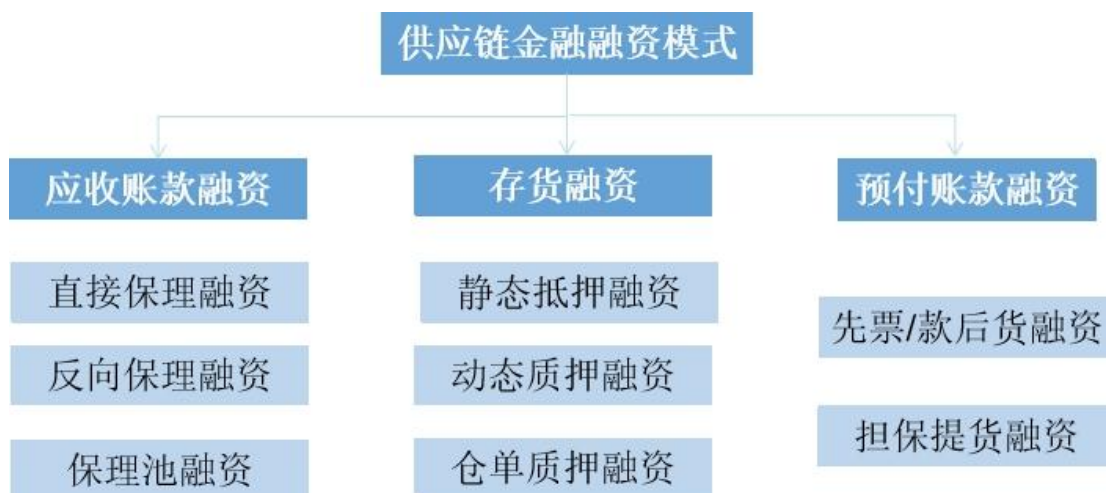 供应链金融融资模式
应收账款融资
存货融资
预付账款融资
直接保理融资
静态抵押融资
先票/款后货融资
反向保理融资
动态质押融资
担保提货融资
保理池融资
仓单质押融资